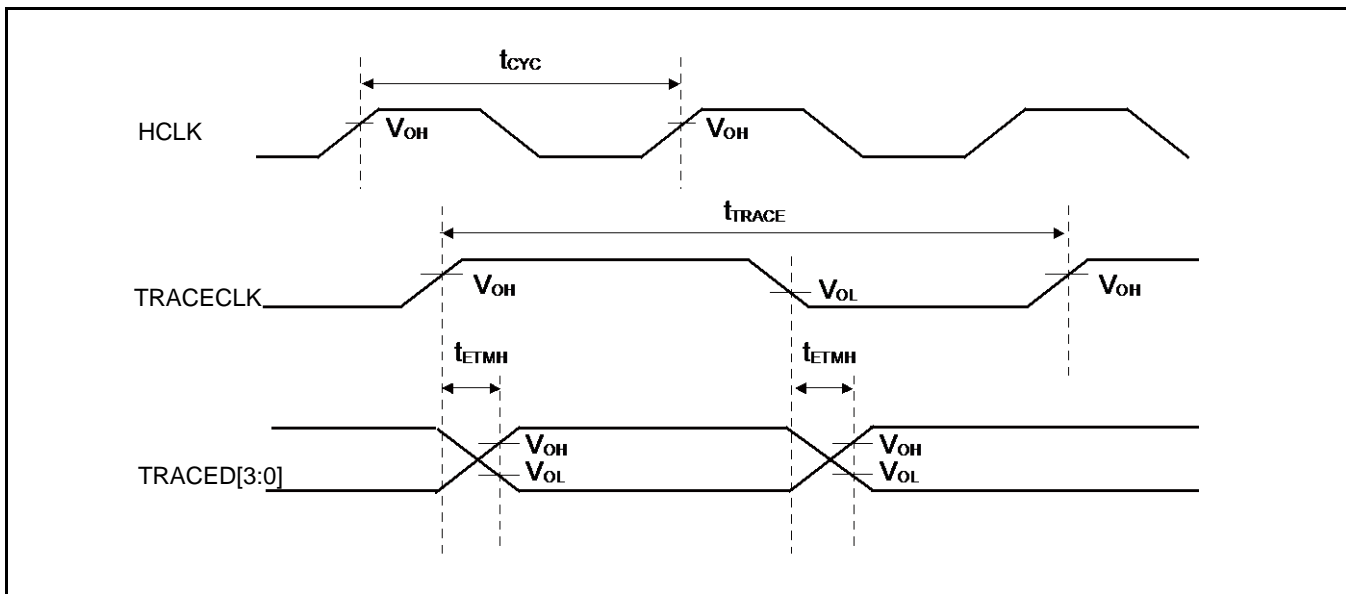 tCYC
HCLK
VOH
VOH
tTRACE
TRACECLK
VOH
VOL
VOH
tETMH
tETMH
TRACED[3:0]
VOH
VOH
VOL
VOL